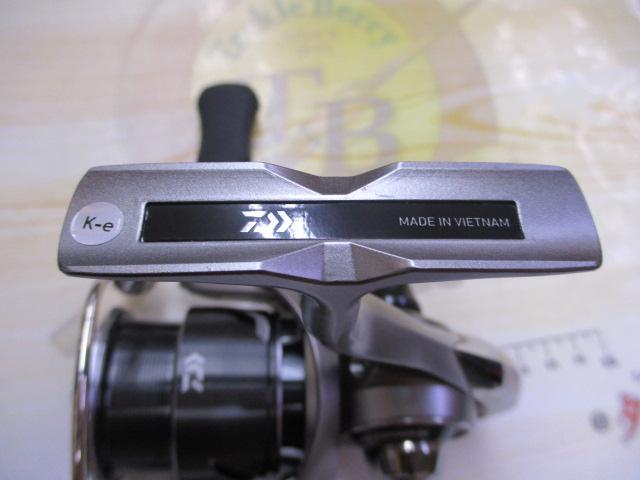 Tackle Berry
TB
K-e
MADE IN VIETNAM